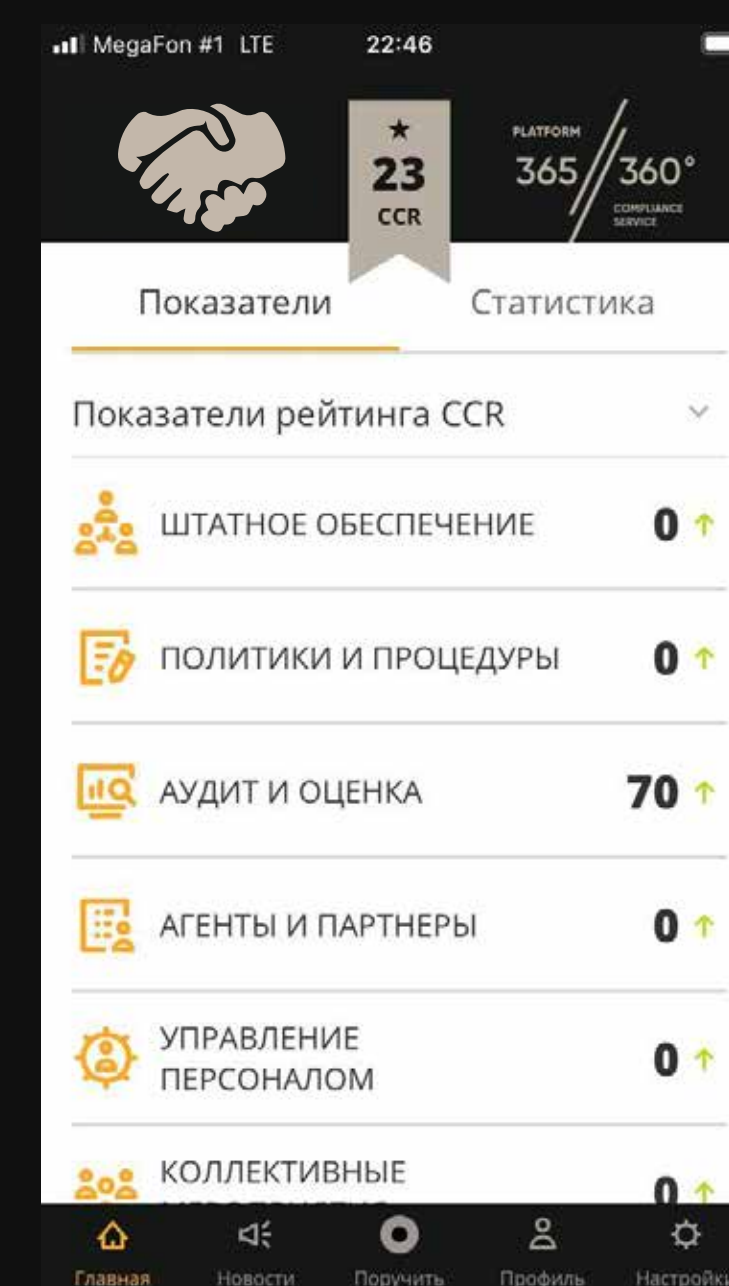 MegaFon #1 LTE 22:46
★
23
CCR
PLATFORM
365 // 360°
COMPLIANCE
SERVICE
Показатели Статистика
Показатели рейтинга CCR
ШТАТНОЕ ОБЕСПЕЧЕНИЕ 0 ↑
ПОЛИТИКИ И ПРОЦЕДУРЫ 0 ↑
АУДИТ И ОЦЕНКА 70 ↑
АГЕНТЫ И ПАРТНЕРЫ 0 ↑
УПРАВЛЕНИЕ
ПЕРСОНАЛОМ 0 ↑
КОЛЛЕКТИВНЫЕ 0 ↑
Главная Новости Поручить Профиль Настройки